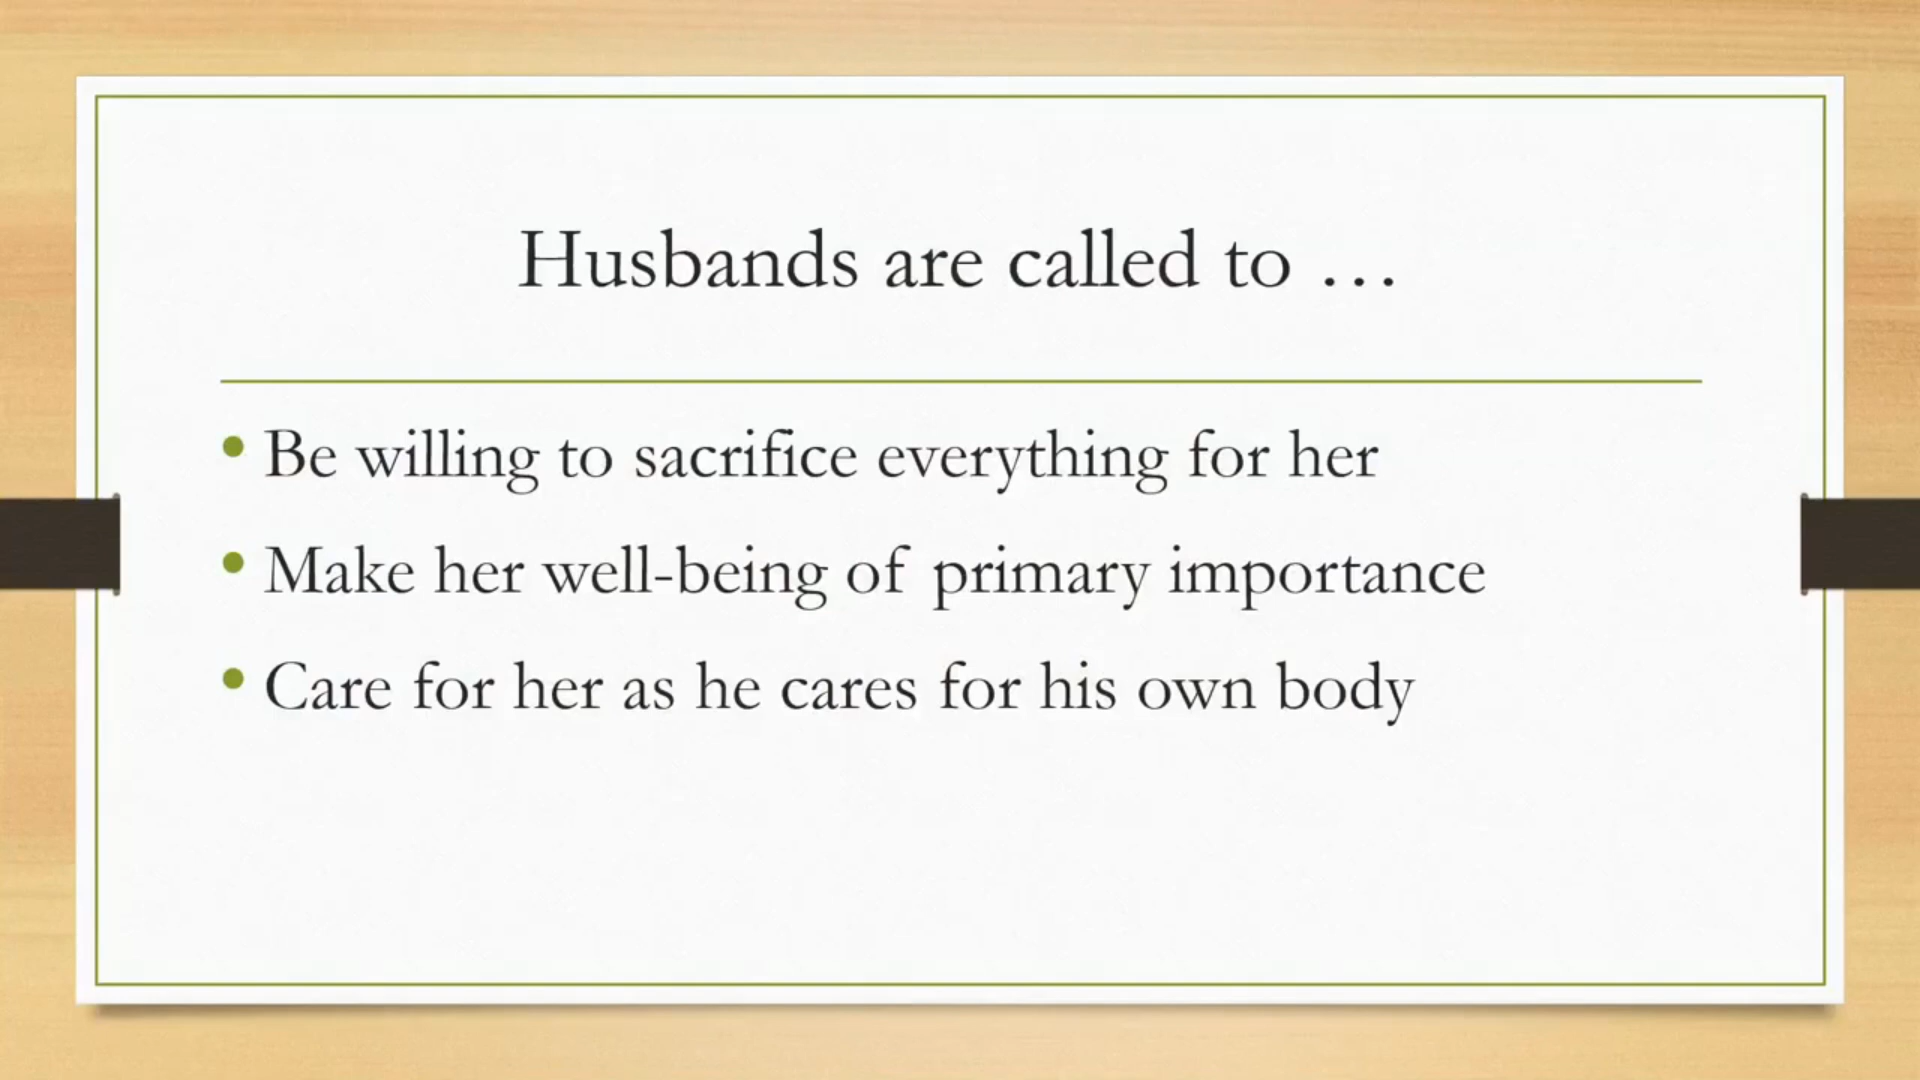 Husbands are called to …
• Be willing to sacrifice everything for her
• Make her well-being of primary importance
• Care for her as he cares for his own body